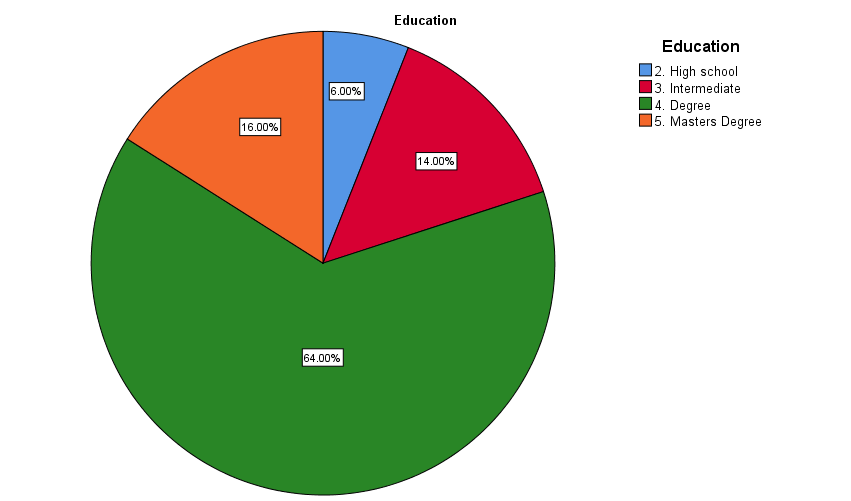 Education
Education
2. High school
3. Intermediate
4. Degree
5. Masters Degree
6.00%
16.00%
14.00%
64.00%